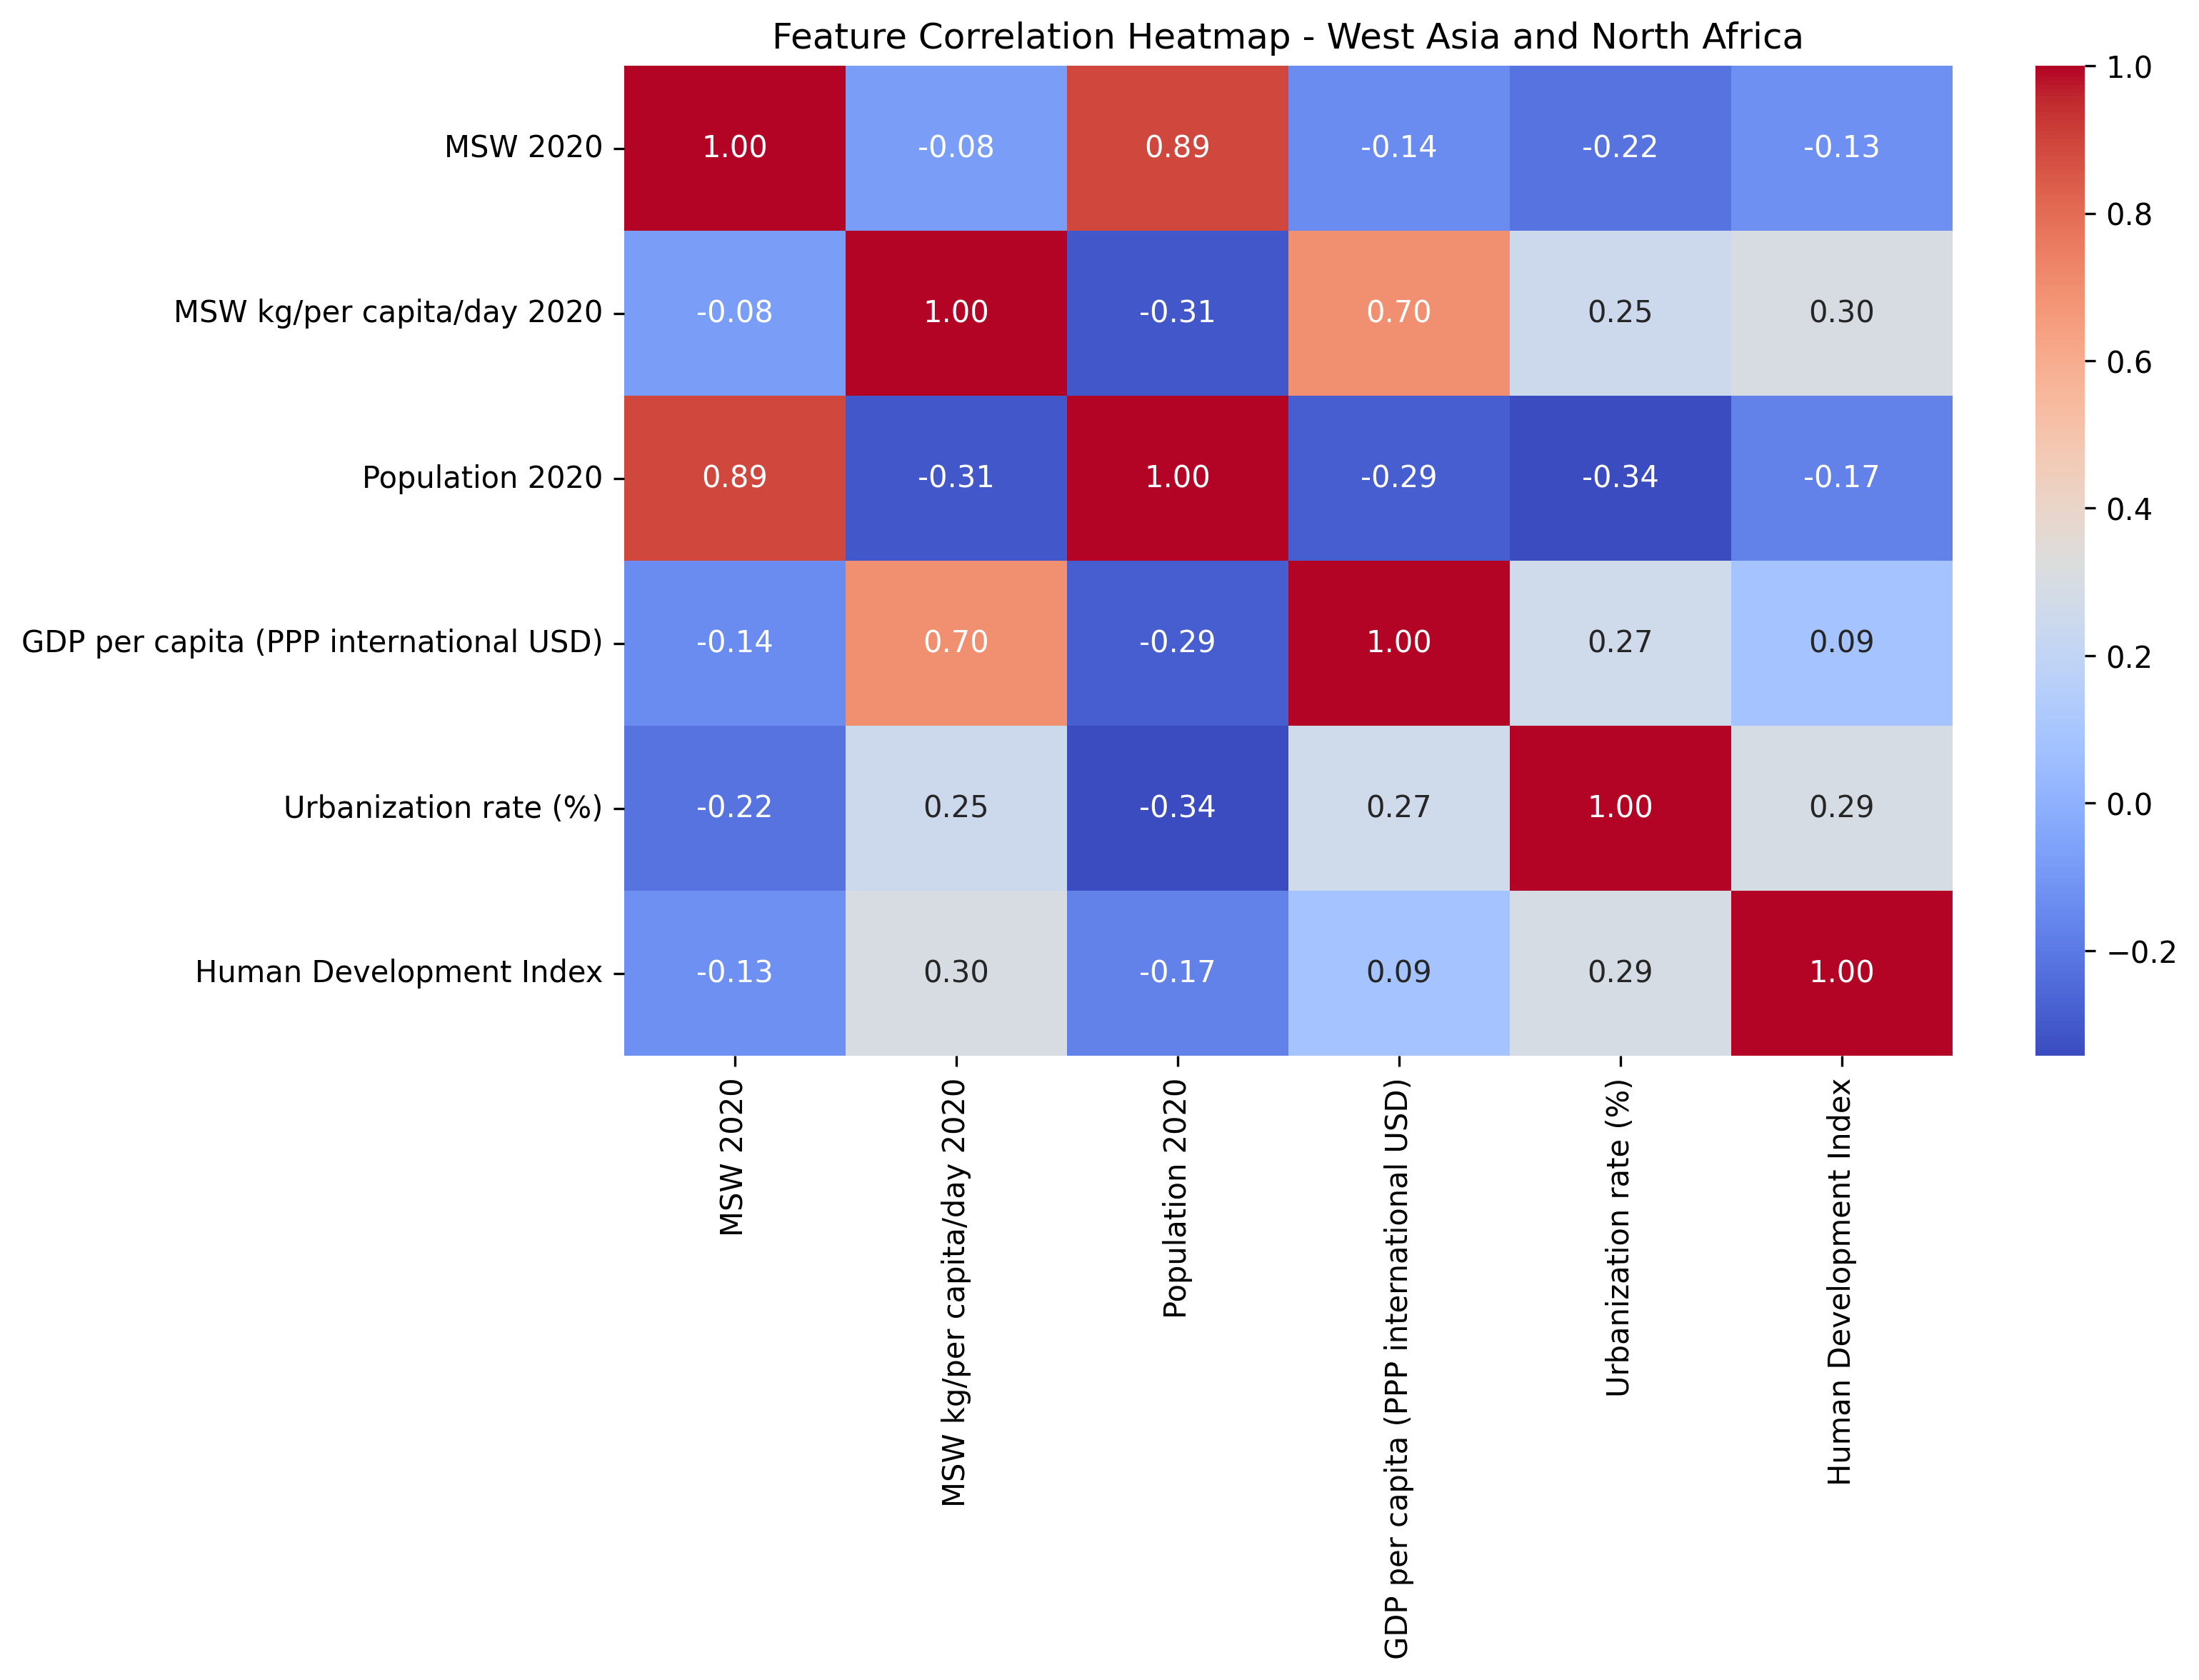 Feature Correlation Heatmap - West Asia and North Africa
MSW 2020 1.00 -0.08 0.89 -0.14 -0.22 -0.13
MSW kg/per capita/day 2020 -0.08 1.00 -0.31 0.70 0.25 0.30
Population 2020 0.89 -0.31 1.00 -0.29 -0.34 -0.17
GDP per capita (PPP international USD) -0.14 0.70 -0.29 1.00 0.27 0.09
Urbanization rate (%) -0.22 0.25 -0.34 0.27 1.00 0.29
Human Development Index -0.13 0.30 -0.17 0.09 0.29 1.00
MSW 2020
MSW kg/per capita/day 2020
Population 2020
GDP per capita (PPP international USD)
Urbanization rate (%)
Human Development Index
1.0
0.8
0.6
0.4
0.2
0.0
−0.2